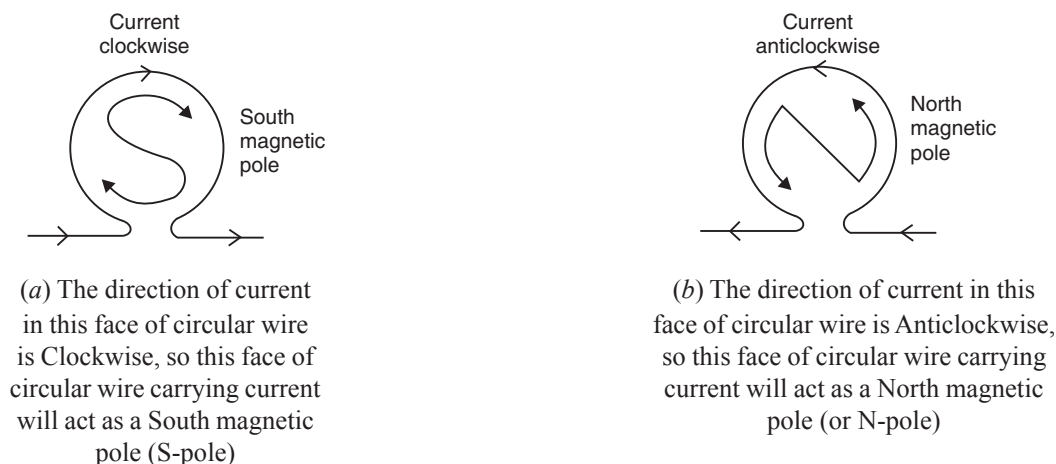 Current
clockwise
South
magnetic
pole
(a) The direction of current
in this face of circular wire
is Clockwise, so this face of
circular wire carrying current
will act as a South magnetic
pole (S-pole)
Current
anticlockwise
North
magnetic
pole
(b) The direction of current in this
face of circular wire is Anticlockwise,
so this face of circular wire carrying
current will act as a North magnetic
pole (or N-pole)